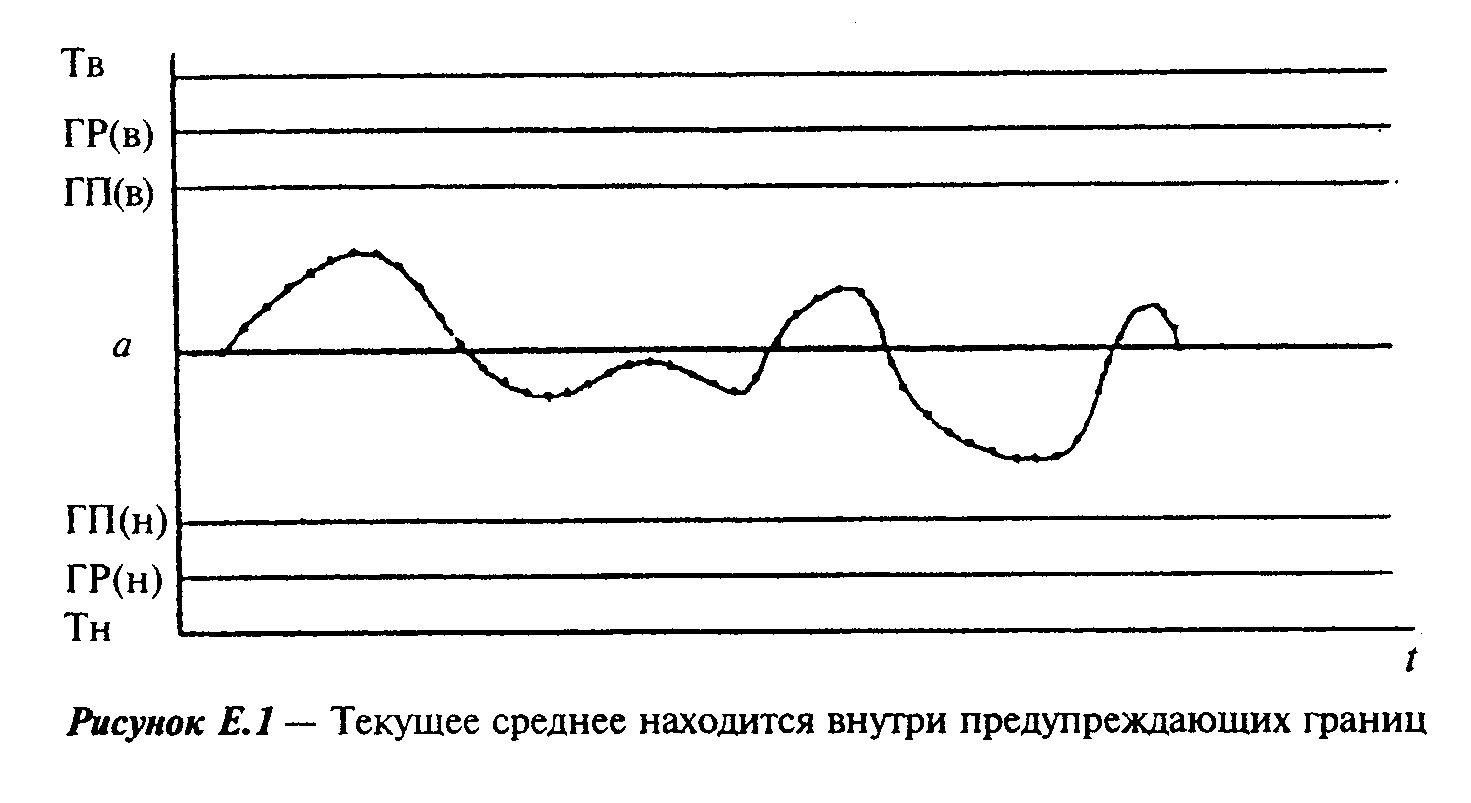 Тв
ГР(в)
ГП(в)
a
ГП(н)
ГР(н)
Тн
t
Рисунок Е.1 — Текущее среднее находится внутри предупреждающих границ